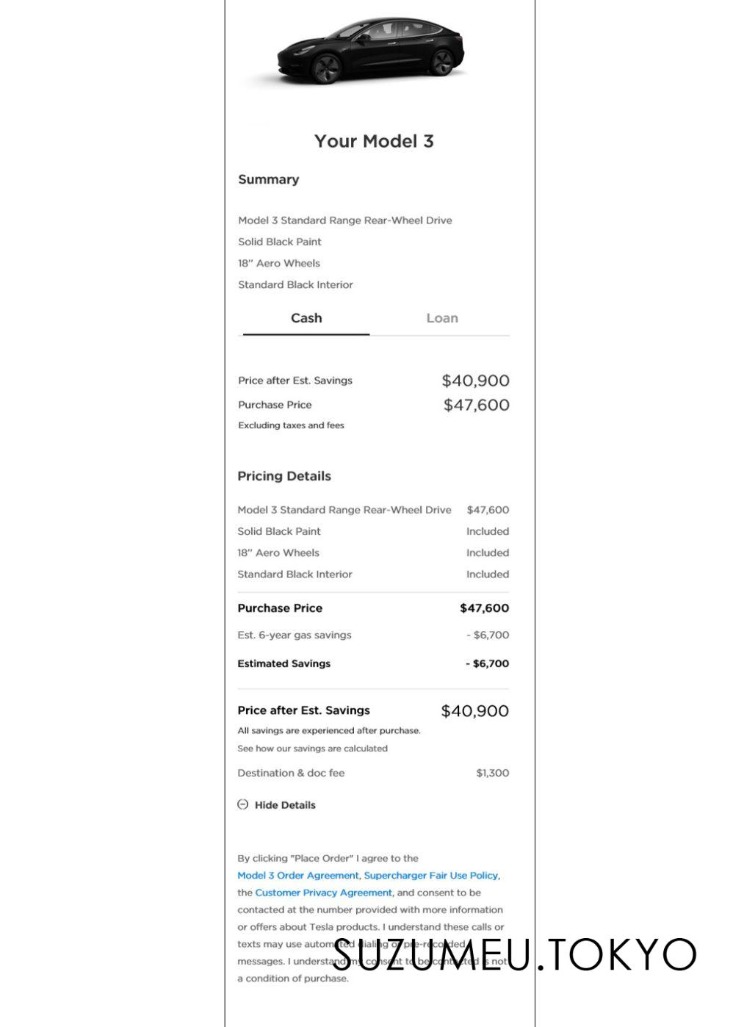 Your Model 3
Summary
Model 3 Standard Range Rear-Wheel Drive
Solid Black Paint
18" Aero Wheels
Standard Black Interior
Cash Loan
Price after Est. Savings $40,900
Purchase Price $47,600
Excluding taxes and fees
Pricing Details
Model 3 Standard Range Rear-Wheel Drive $47,600
Solid Black Paint Included
18" Aero Wheels Included
Standard Black Interior Included
Purchase Price $47,600
Est. 6-year gas savings - $6,700
Estimated Savings - $6,700
Price after Est. Savings $40,900
All savings are experienced after purchase.
See how our savings are calculated
Destination & doc fee $1,300
Hide Details
By clicking "Place Order" I agree to the
Model 3 Order Agreement, Supercharger Fair Use Policy,
the Customer Privacy Agreement, and consent to be
contacted at the number provided with more information
or offers about Tesla products. I understand these calls or
texts may use automated dialing or pre-recorded
messages. I understand my consent to be contacted is not
a condition of purchase.
SUZUMEU.TOKYO